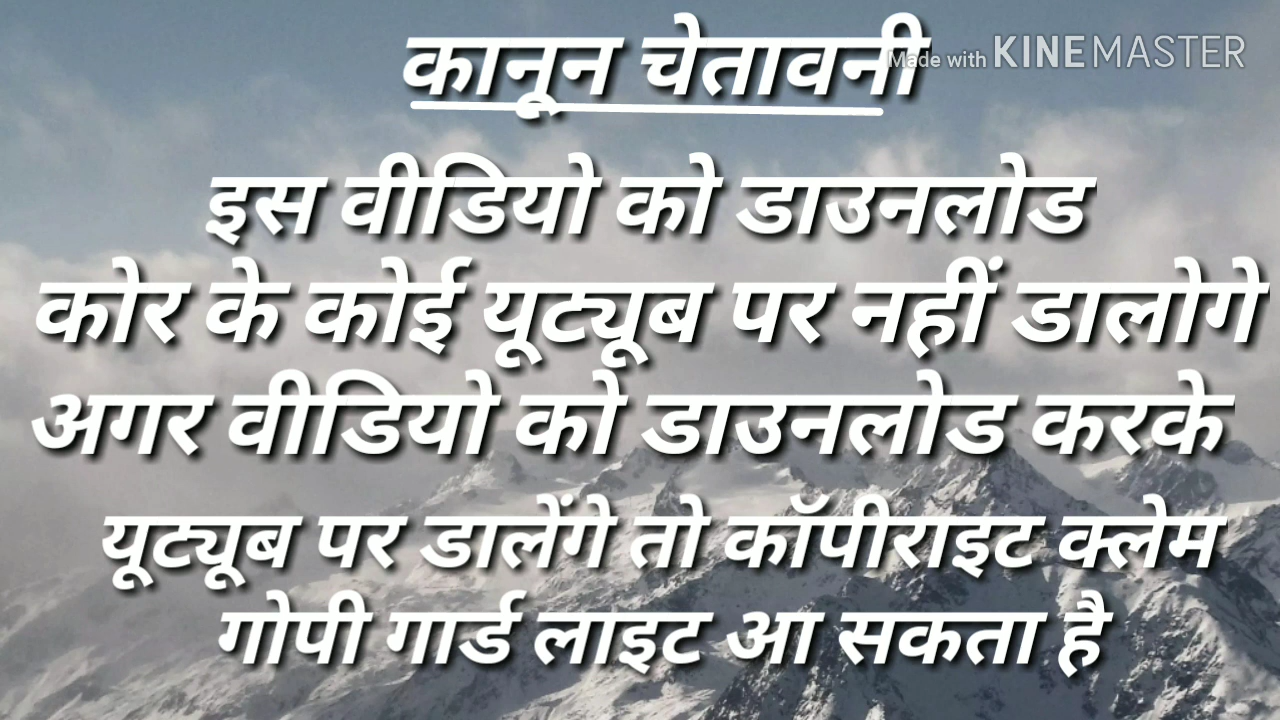 कानून चेतावनी
Made with KINEMASTER
इस वीडियो को डाउनलोड
कोर के कोई यूट्यूब पर नहीं डालोगे
अगर वीडियो को डाउनलोड करके
यूट्यूब पर डालेंगे तो कॉपीराइट क्लेम
गोपी गार्ड लाइट आ सकता है